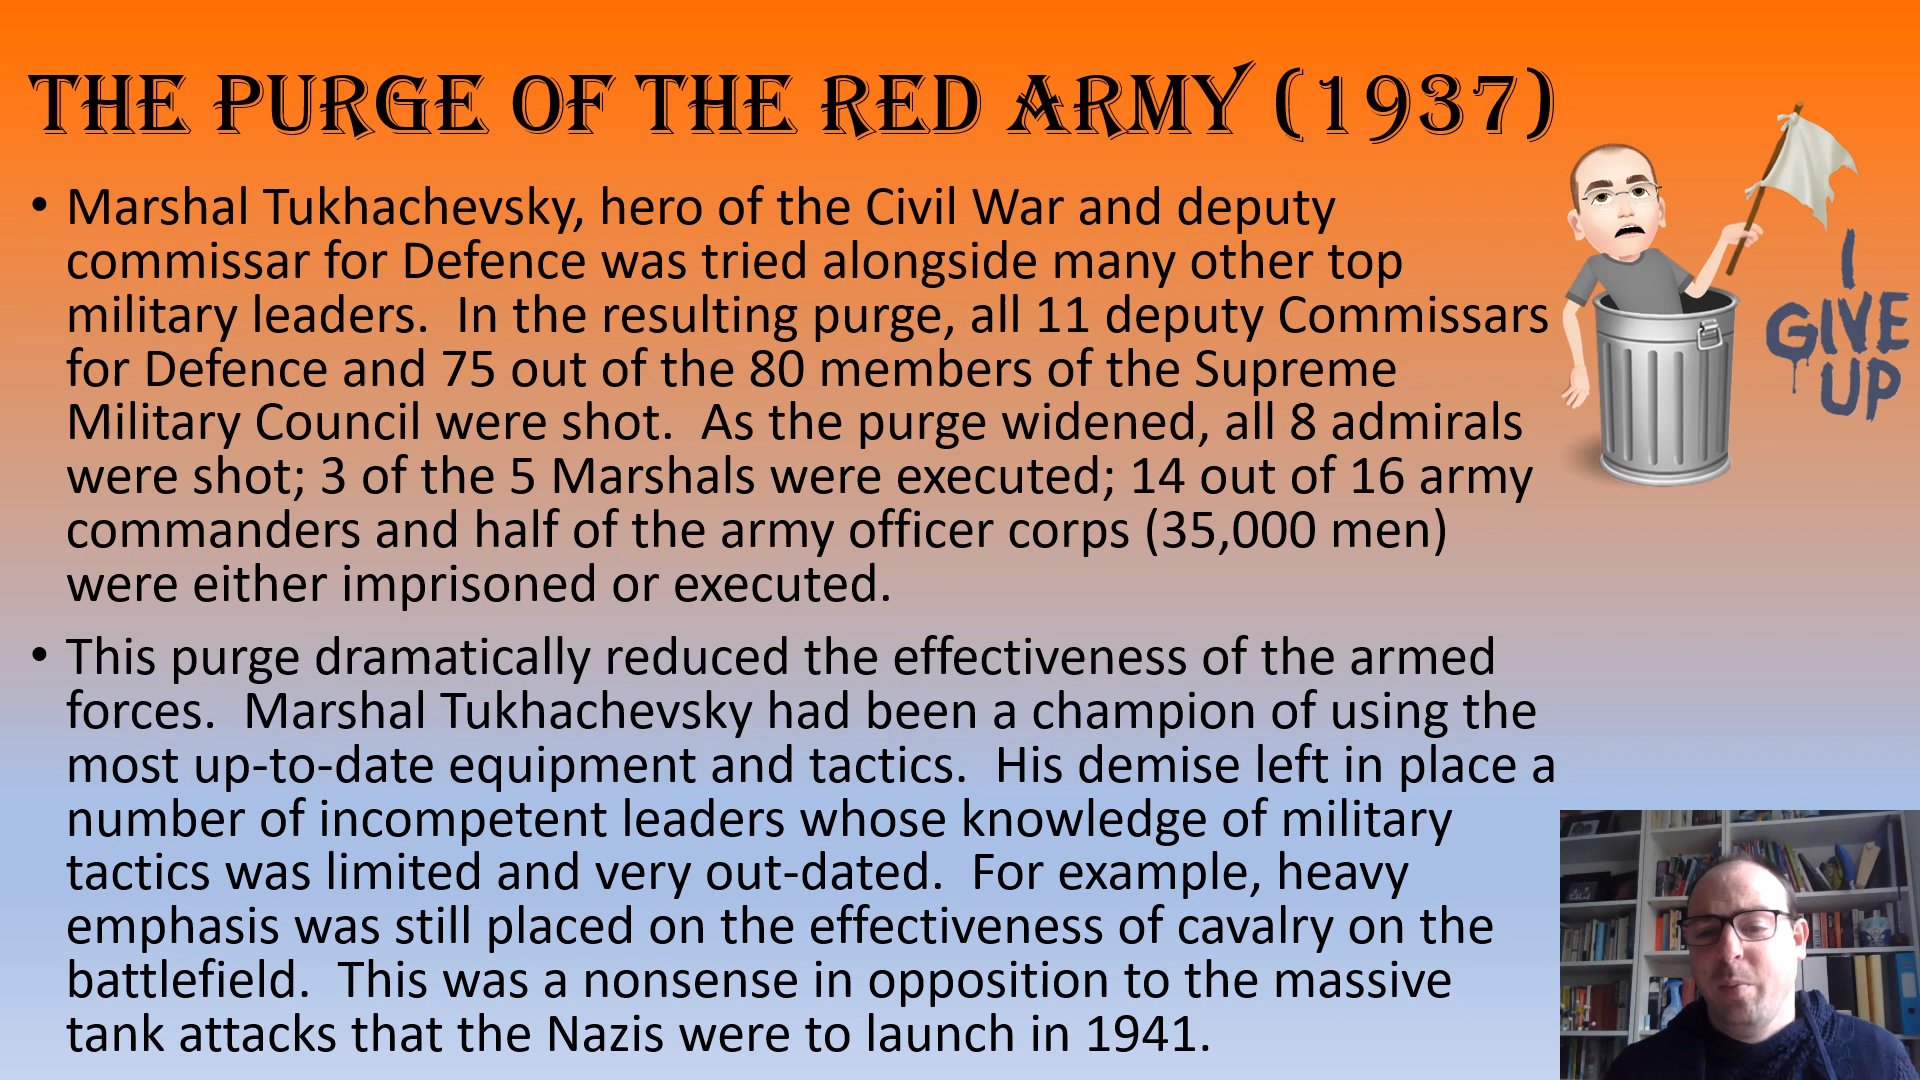 THE PURGE OF THE RED ARMY (1937)
• Marshal Tukhachevsky, hero of the Civil War and deputy
commissar for Defence was tried alongside many other top
military leaders.  In the resulting purge, all 11 deputy Commissars
for Defence and 75 out of the 80 members of the Supreme
Military Council were shot.  As the purge widened, all 8 admirals
were shot; 3 of the 5 Marshals were executed; 14 out of 16 army
commanders and half of the army officer corps (35,000 men)
were either imprisoned or executed.
• This purge dramatically reduced the effectiveness of the armed
forces.  Marshal Tukhachevsky had been a champion of using the
most up-to-date equipment and tactics.  His demise left in place a
number of incompetent leaders whose knowledge of military
tactics was limited and very out-dated.  For example, heavy
emphasis was still placed on the effectiveness of cavalry on the
battlefield.  This was a nonsense in opposition to the massive
tank attacks that the Nazis were to launch in 1941.
I
GIVE
UP